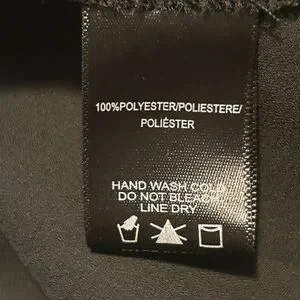 100%POLYESTER/POLIESTERE/
POLIÉSTER
HAND WASH COLD
DO NOT BLEACH
LINE DRY